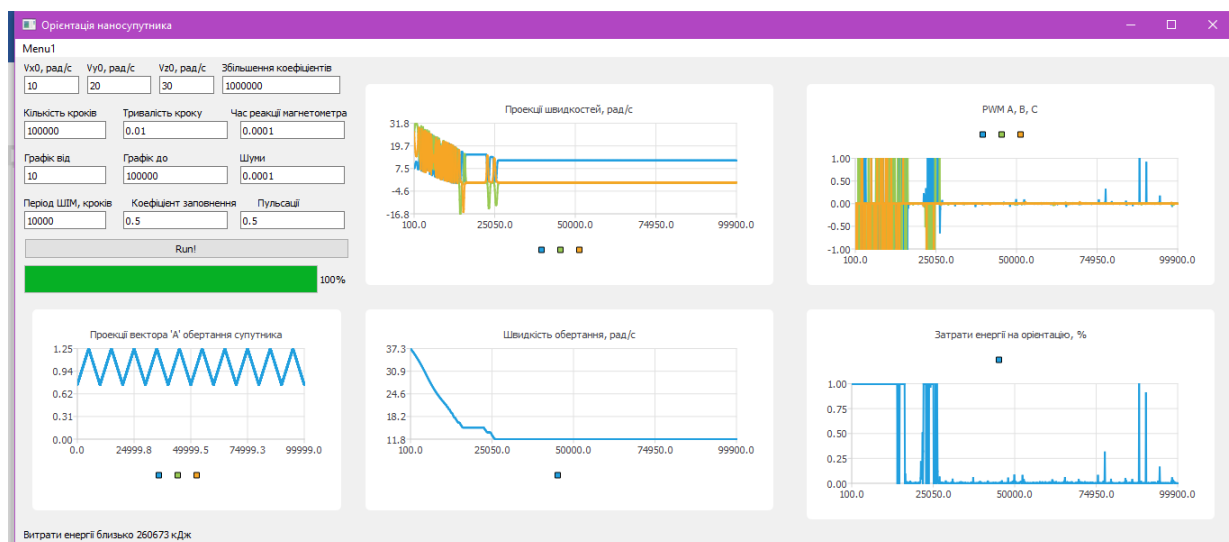 Орієнтація наносупутника
Menu1
Vx0, рад/с Vy0, рад/с Vz0, рад/с Збільшення коефіцієнтів
10 20 30 1000000
Кількість кроків Тривалість кроку Час реакції магнетометра
100000 0.01 0.0001
Графік від Графік до Шуми
10 100000 0.0001
Період ШІМ, кроків Коефіцієнт заповнення Пульсації
10000 0.5 0.5
Run!
100%
Проекції швидкостей, рад/с
31.8
19.7
7.5
-4.6
-16.8
100.0 25050.0 50000.0 74950.0 99900.0
PWM A, B, C
1.00
0.50
0.00
-0.50
-1.00
100.0 25050.0 50000.0 74950.0 99900.0
Проекції вектора 'A' обертання супутника
1.25
0.94
0.62
0.31
0.00
0.0 24999.8 49999.5 74999.3 99999.0
Швидкість обертання, рад/с
37.3
30.9
24.6
18.2
11.8
100.0 25050.0 50000.0 74950.0 99900.0
Затрати енергії на орієнтацію, %
1.00
0.75
0.50
0.25
0.00
100.0 25050.0 50000.0 74950.0 99900.0
Витрати енергії близько 260673 кДж